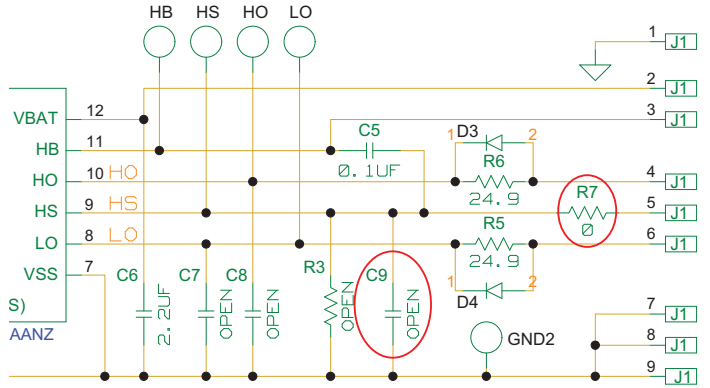 HB HS HO LO
1 J1
2 J1
VBAT 12
3 J1
HB 11
C5
0.1UF
1 D3 2
HO 10 HO
R6
24.9
4 J1
R7
HS 9 HS
5 J1
0
LO 8 LO
R5
24.9
6 J1
VSS 7
C6 C7 C8 R3 C9
1 2
D4
2.2UF OPEN OPEN OPEN OPEN
S)
AANZ
7 J1
GND2
8 J1
9 J1